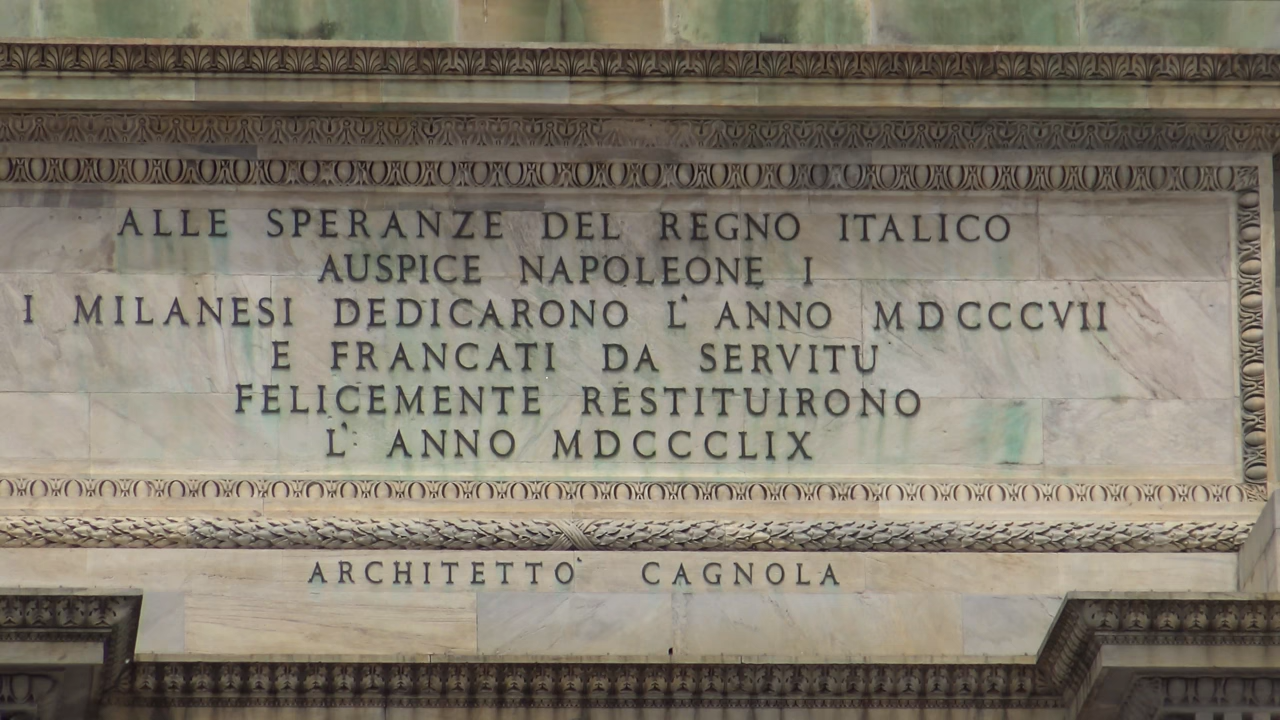 ALLE SPERANZE DEL REGNO ITALICO
AUSPICE NAPOLEONE I
I MILANESI DEDICARONO L' ANNO MDCCCVII
E FRANCATI DA SERVITU
FELICEMENTE RESTITUIRONO
L' ANNO MDCCCLIX
ARCHITETTO CAGNOLA